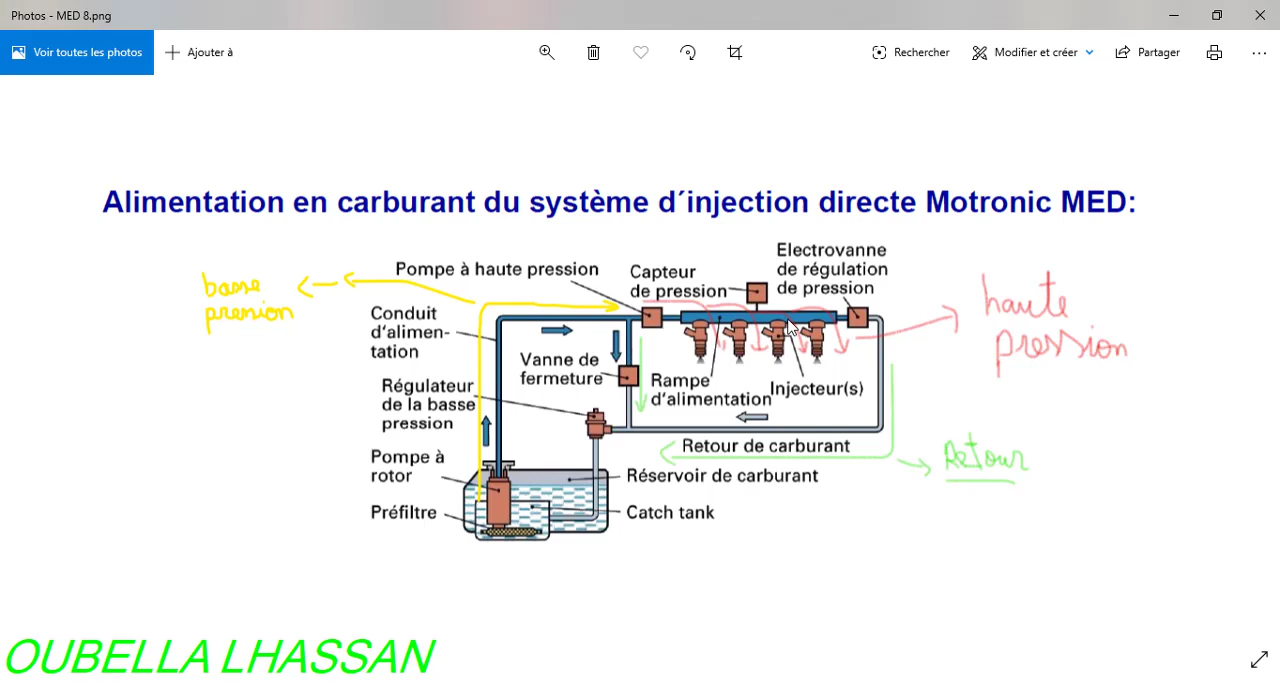 Photos - MED 8.png
Voir toutes les photos
Ajouter à
Rechercher
Modifier et créer
Partager
Alimentation en carburant du système d´injection directe Motronic MED:
Electrovanne
de régulation
de pression
Pompe à haute pression
Capteur
de pression
basse
pression
haute
pression
Conduit
d'alimen-
tation
Vanne de
fermeture
Rampe
d'alimentation
Injecteur(s)
Régulateur
de la basse
pression
Retour de carburant
Retour
Pompe à
rotor
Réservoir de carburant
Préfiltre
Catch tank
OUBELLA LHASSAN